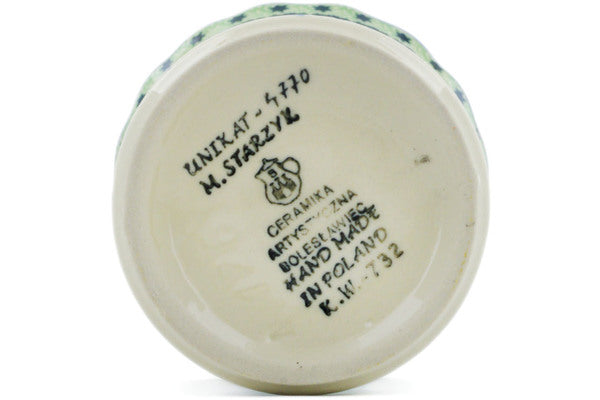 UNIKAT - 4770
M. STARZYK
CERAMIKA
ARTYSTYCZNA
BOLESŁAWIEC
HAND MADE
IN POLAND
K.W.-732